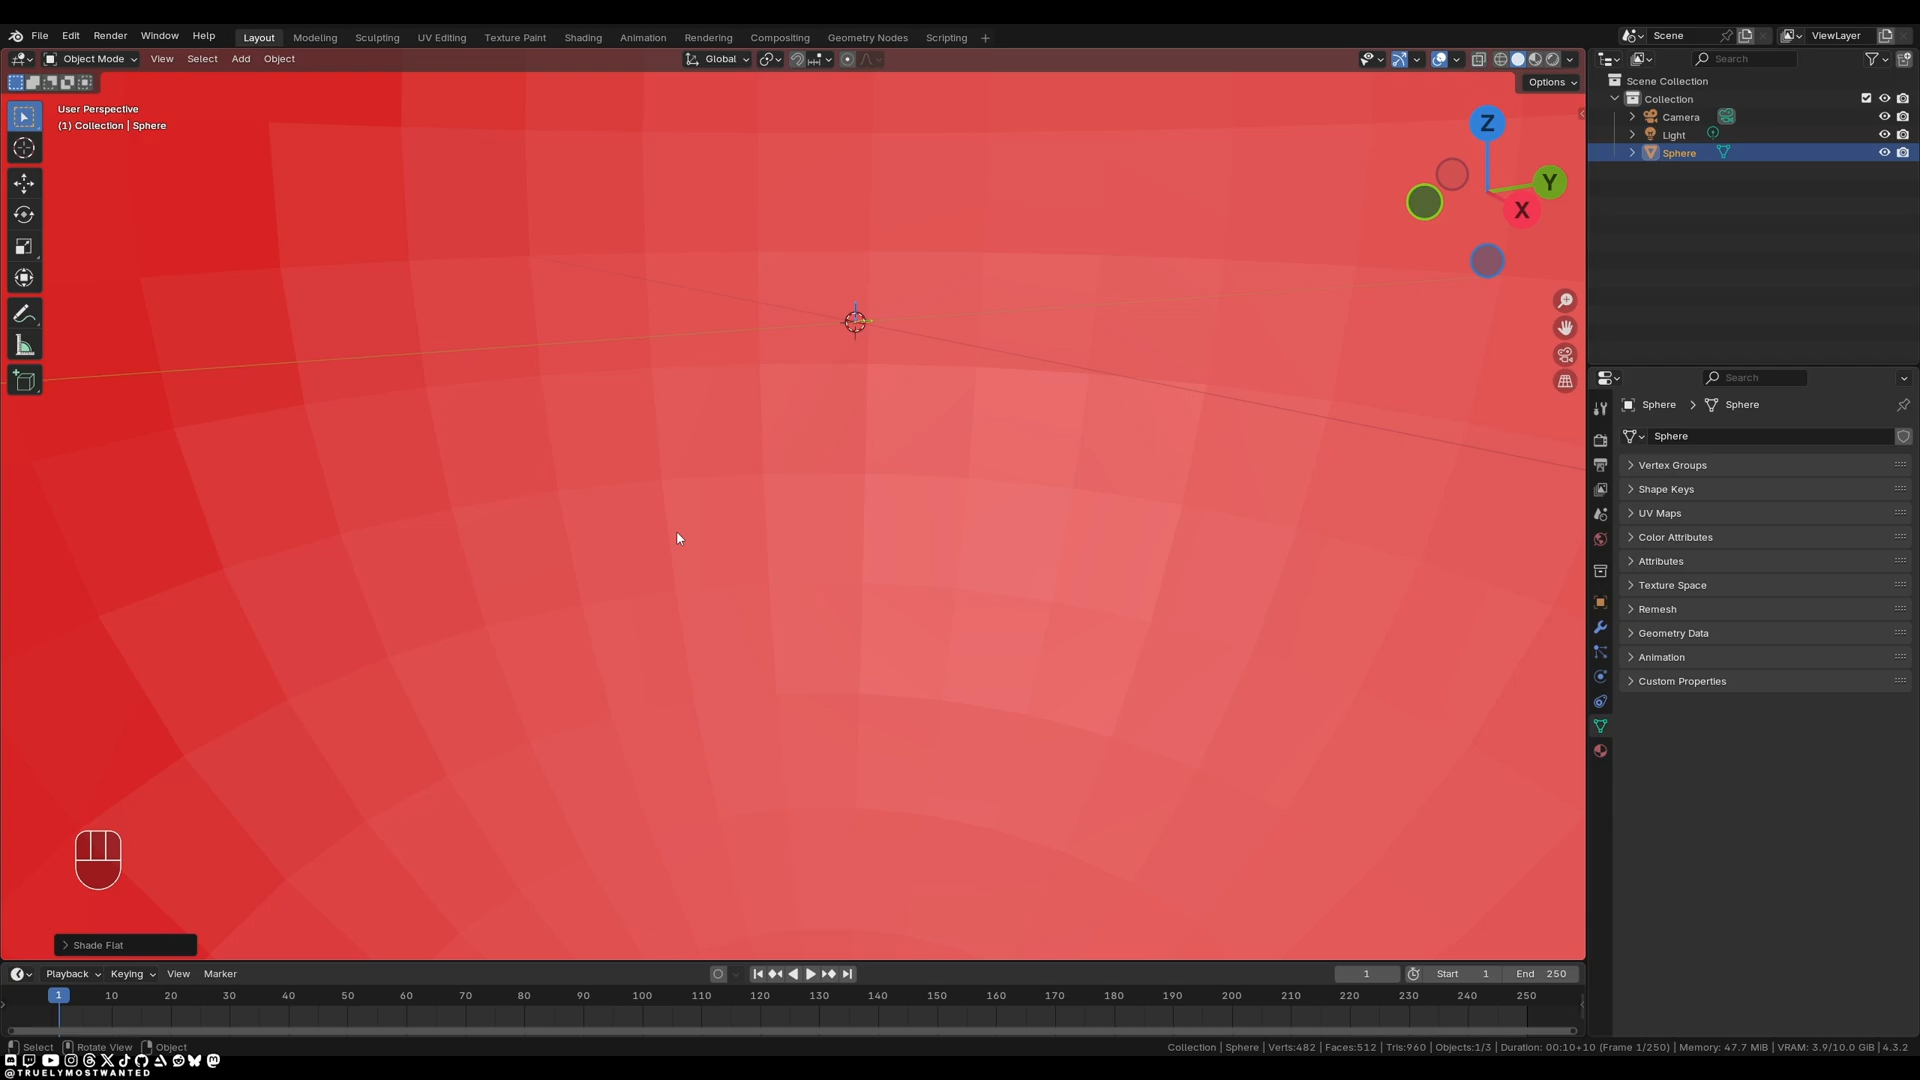 File Edit Render Window Help Layout Modeling Sculpting UV Editing Texture Paint Shading Animation Rendering Compositing Geometry Nodes Scripting + Scene ViewLayer
Object Mode View Select Add Object Global Search
Options
User Perspective
(1) Collection | Sphere
Z
Y
X
Scene Collection
Collection
Camera
Light
Sphere
Search
Sphere > Sphere
Sphere
Vertex Groups
Shape Keys
UV Maps
Color Attributes
Attributes
Texture Space
Remesh
Geometry Data
Animation
Custom Properties
Shade Flat
Playback Keying View Marker 1 Start 1 End 250
1 10 20 30 40 50 60 70 80 90 100 110 120 130 140 150 160 170 180 190 200 210 220 230 240 250
Select Rotate View Object Collection | Sphere | Verts:482 | Faces:512 | Tris:960 | Objects:1/3 | Duration: 00:10+10 (Frame 1/250) | Memory: 47.7 MiB | VRAM: 3.9/10.0 GiB | 4.3.2
@TRUELYMOSTWANTED